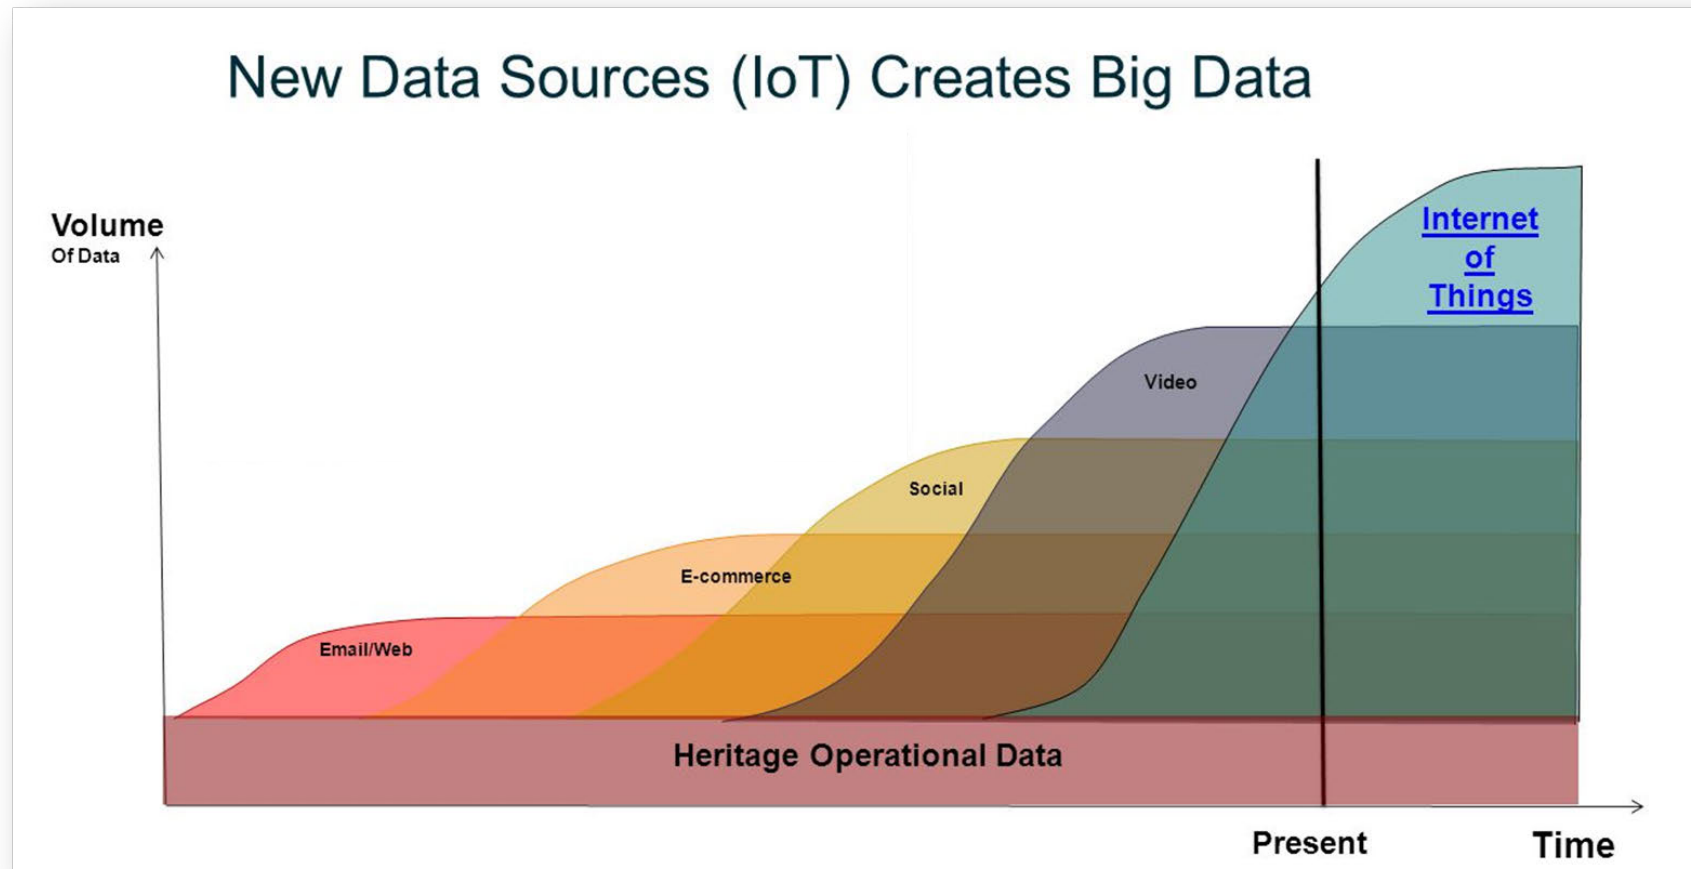 New Data Sources (IoT) Creates Big Data
Volume
Of Data
Internet
of
Things
Video
Social
E-commerce
Email/Web
Heritage Operational Data
Present
Time